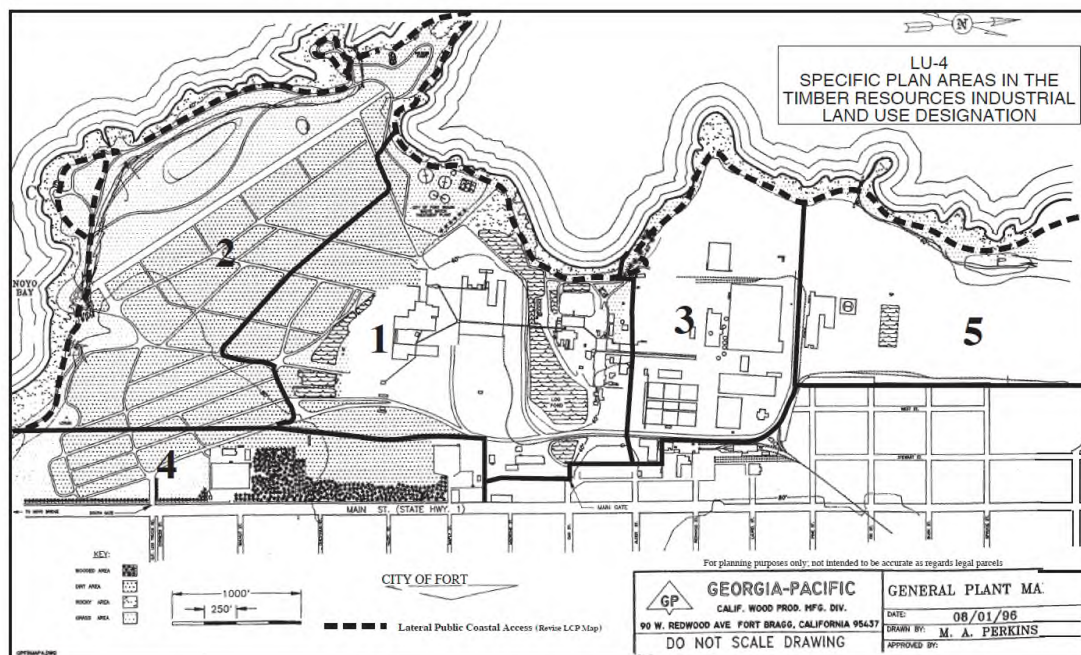 N
LU-4
SPECIFIC PLAN AREAS IN THE
TIMBER RESOURCES INDUSTRIAL
LAND USE DESIGNATION
2
NOYO
BAY
1
3
5
LOG
POND
4
WEST ST.
STEWART ST.
MAIN ST. (STATE HWY. 1)
MAIN GATE
KEY:
WOODED AREA
DIRT AREA
ROCKY AREA
GRASS AREA
1000'
250'
CITY OF FORT
Lateral Public Coastal Access (Revise LCP Map)
For planning purposes only; not intended to be accurate as regards legal parcels
GP
GEORGIA-PACIFIC
CALIF. WOOD PROD. MFG. DIV.
90 W. REDWOOD AVE FORT BRAGG, CALIFORNIA 95437
DO NOT SCALE DRAWING
GENERAL PLANT MA
DATE: 08/01/96
DRAWN BY: M. A. PERKINS
APPROVED BY: